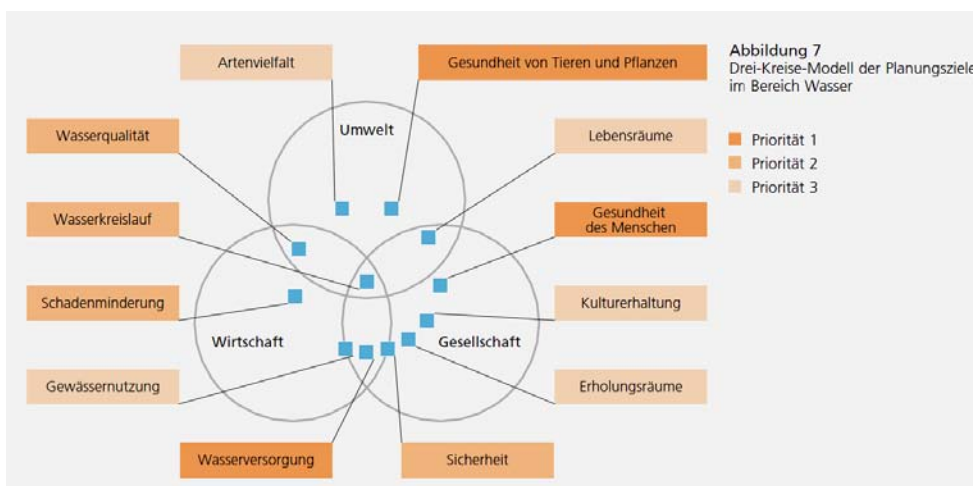 Abbildung 7
Drei-Kreise-Modell der Planungsziele
im Bereich Wasser
Priorität 1
Priorität 2
Priorität 3
Artenvielfalt
Gesundheit von Tieren und Pflanzen
Umwelt
Wasserqualität
Lebensräume
Wasserkreislauf
Gesundheit
des Menschen
Schadenminderung
Kulturerhaltung
Wirtschaft
Gesellschaft
Gewässernutzung
Erholungsräume
Wasserversorgung
Sicherheit